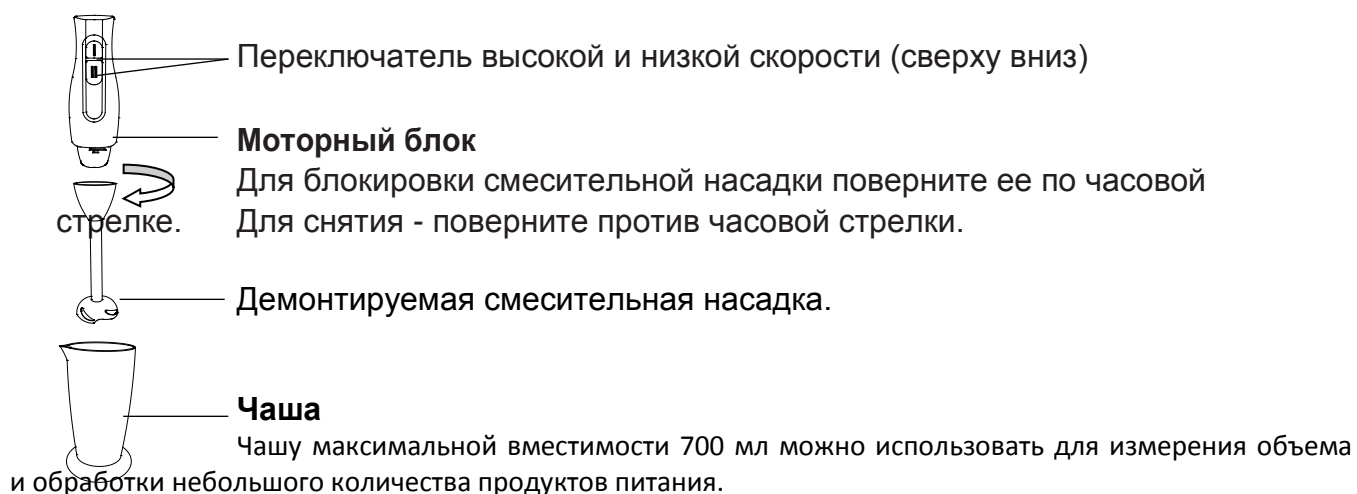 Переключатель высокой и низкой скорости (сверху вниз)
Моторный блок
Для блокировки смесительной насадки поверните ее по часовой
стрелке. Для снятия - поверните против часовой стрелки.
Демонтируемая смесительная насадка.
Чаша
Чашу максимальной вместимости 700 мл можно использовать для измерения объема
и обработки небольшого количества продуктов питания.